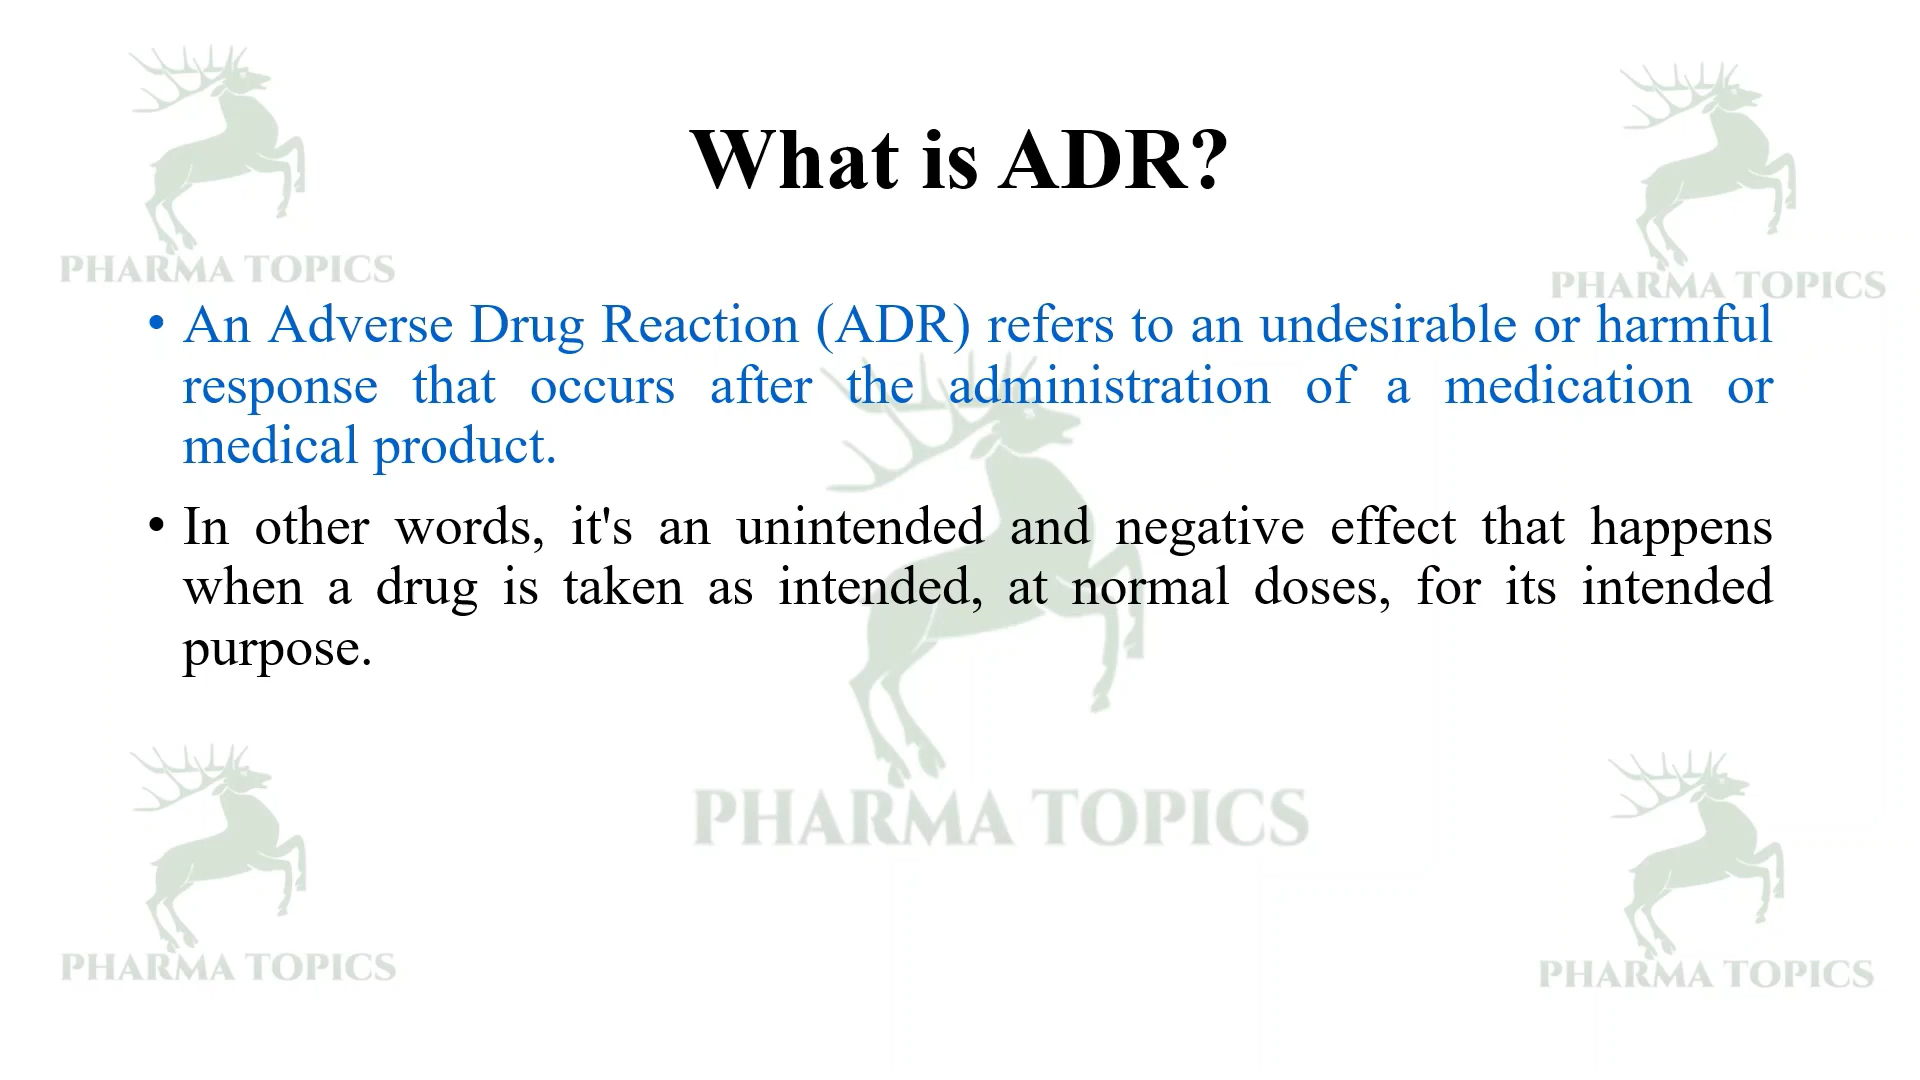 What is ADR?
PHARMA TOPICS
PHARMA TOPICS
• An Adverse Drug Reaction (ADR) refers to an undesirable or harmful
response that occurs after the administration of a medication or
medical product.
• In other words, it's an unintended and negative effect that happens
when a drug is taken as intended, at normal doses, for its intended
purpose.
PHARMA TOPICS
PHARMA TOPICS
PHARMA TOPICS